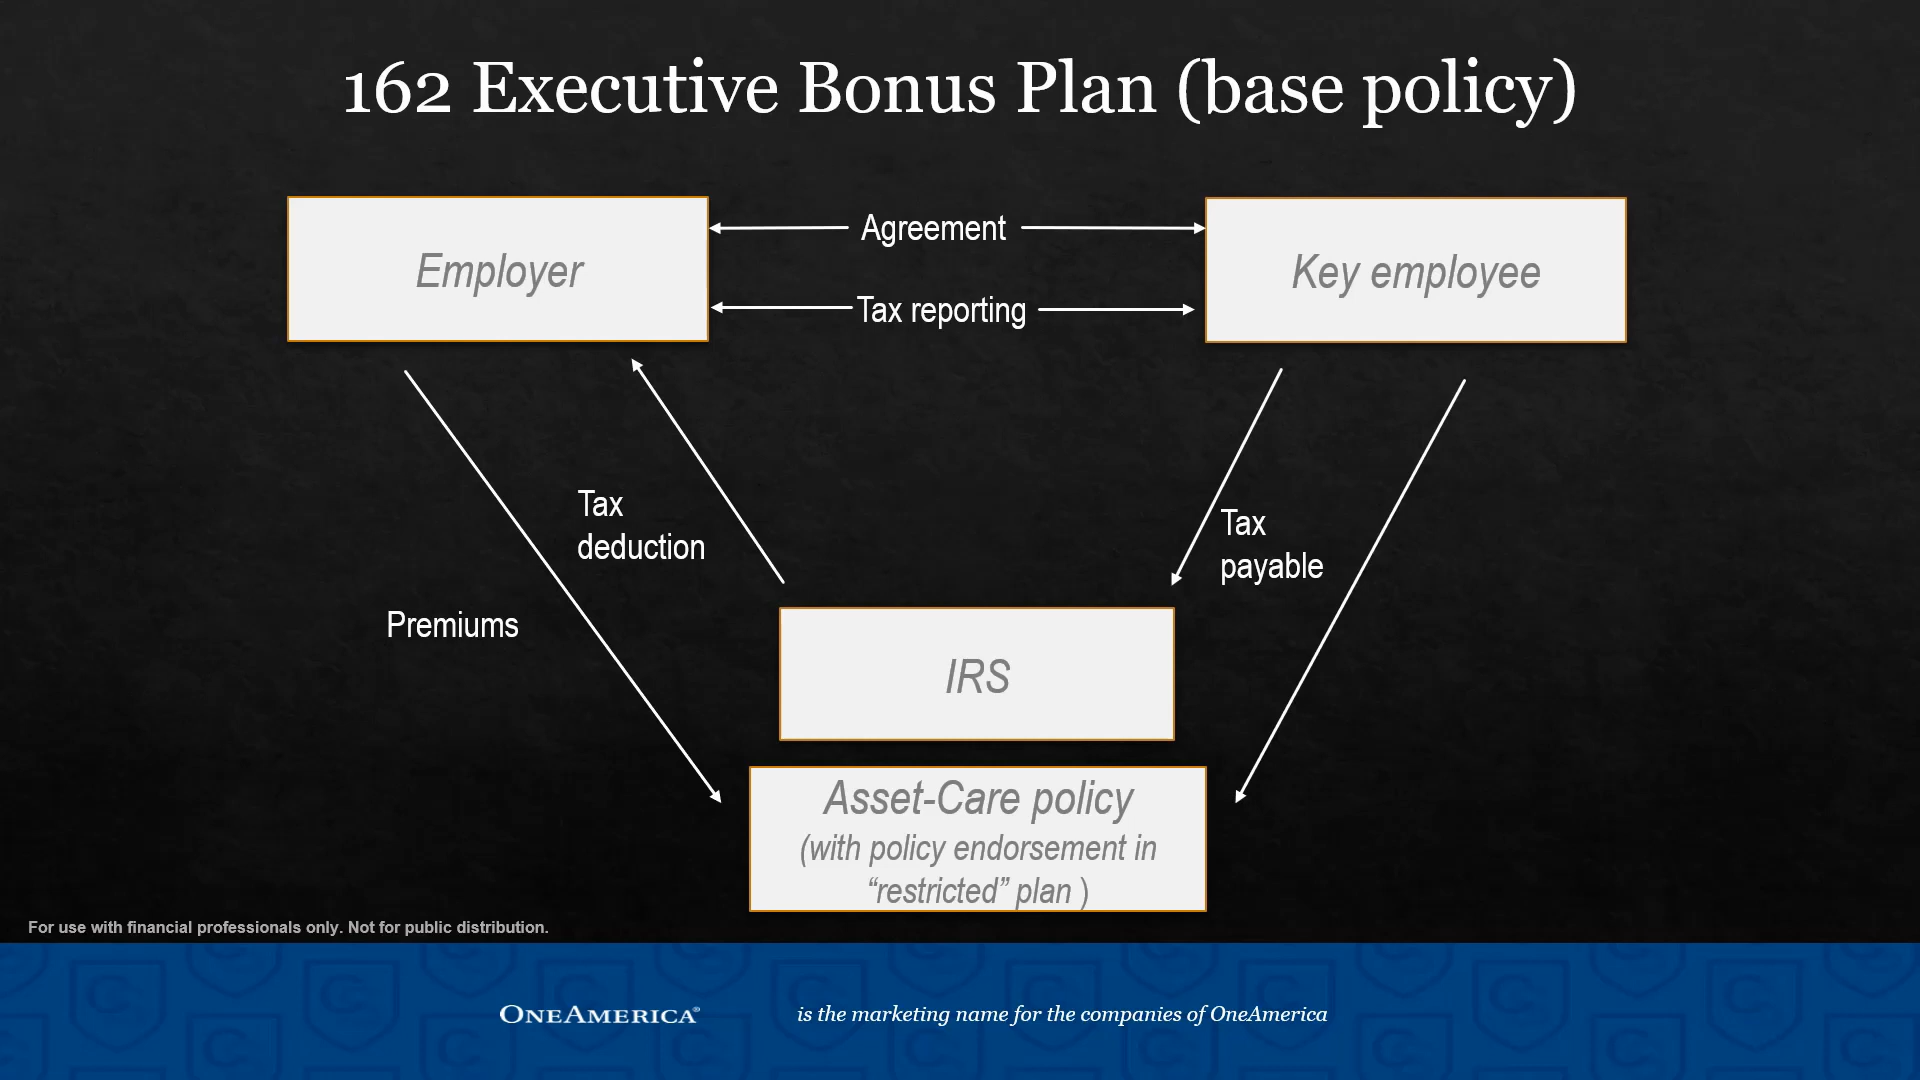 162 Executive Bonus Plan (base policy)
Employer
Agreement
Key employee
Tax reporting
Tax
deduction
Tax
payable
Premiums
IRS
Asset-Care policy
(with policy endorsement in
“restricted” plan )
For use with financial professionals only. Not for public distribution.
ONEAMERICA®
is the marketing name for the companies of OneAmerica